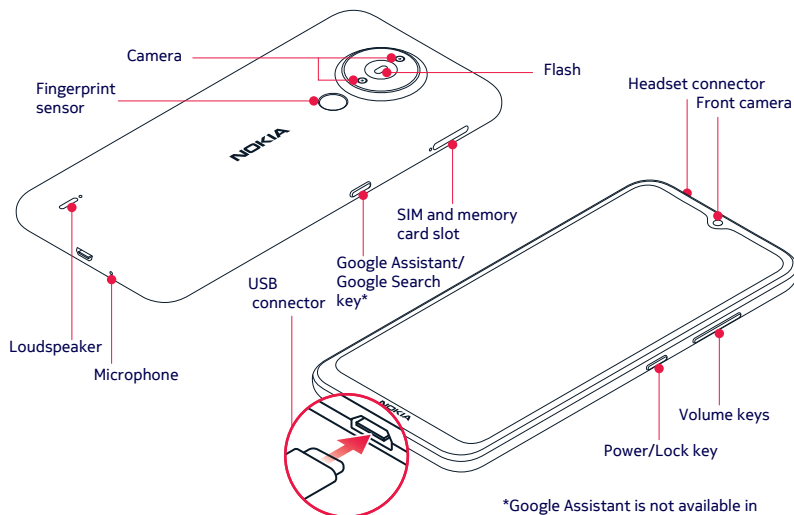 Camera
Flash
Fingerprint
sensor
Headset connector
Front camera
NOKIA
SIM and memory
card slot
Google Assistant/
Google Search
key*
USB
connector
Loudspeaker
Microphone
NOKIA
Volume keys
Power/Lock key
*Google Assistant is not available in